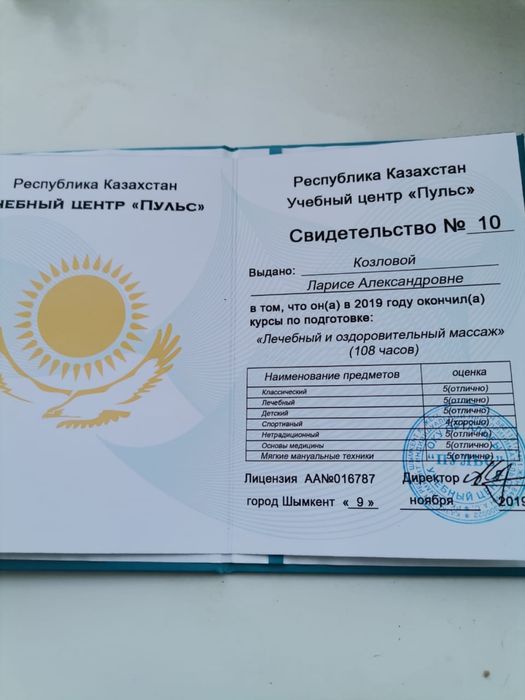 Республика Казахстан
УЧЕБНЫЙ ЦЕНТР «ПУЛЬС»
Республика Казахстан
Учебный центр «Пульс»
Свидетельство № 10
Выдано: Козловой
Ларисе Александровне
в том, что он(а) в 2019 году окончил(а)
курсы по подготовке:
«Лечебный и оздоровительный массаж»
(108 часов)
Наименование предметов оценка
Классический 5(отлично)
Лечебный 5(отлично)
Детский 5(отлично)
Спортивный 4(хорошо)
Нетрадиционный 5(отлично)
Основы медицины 5(отлично)
Мягкие мануальные техники 5(отлично)
Лицензия АА№016787 Директор
город Шымкент « 9 » ноября 2019
ПУЛЬС
УЧЕБНЫЙ